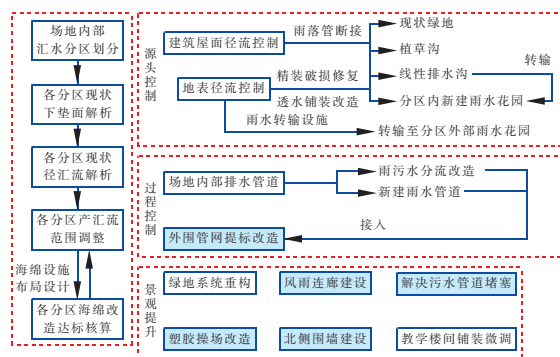 场地内部
汇水分区划分
各分区现状
下垫面解析
各分区现状
径汇流解析
各分区产汇流
范围调整
海绵设施
布局设计
各分区海绵改
造达标核算
源头控制
建筑屋面径流控制
雨落管断接
现状绿地
植草沟
线性排水沟
转输
分区内新建雨水花园
地表径流控制
精装破损修复
透水铺装改造
雨水转输设施
转输至分区外部雨水花园
过程控制
场地内部排水管道
雨污水分流改造
新建雨水管道
接入
外围管网提标改造
景观提升
绿地系统重构
风雨连廊建设
解决污水管道堵塞
塑胶操场改造
北侧围墙建设
教学楼间铺装微调